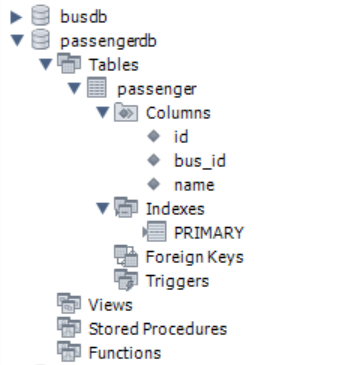 busdb
passengerdb
Tables
passenger
Columns
id
bus_id
name
Indexes
PRIMARY
Foreign Keys
Triggers
Views
Stored Procedures
Functions